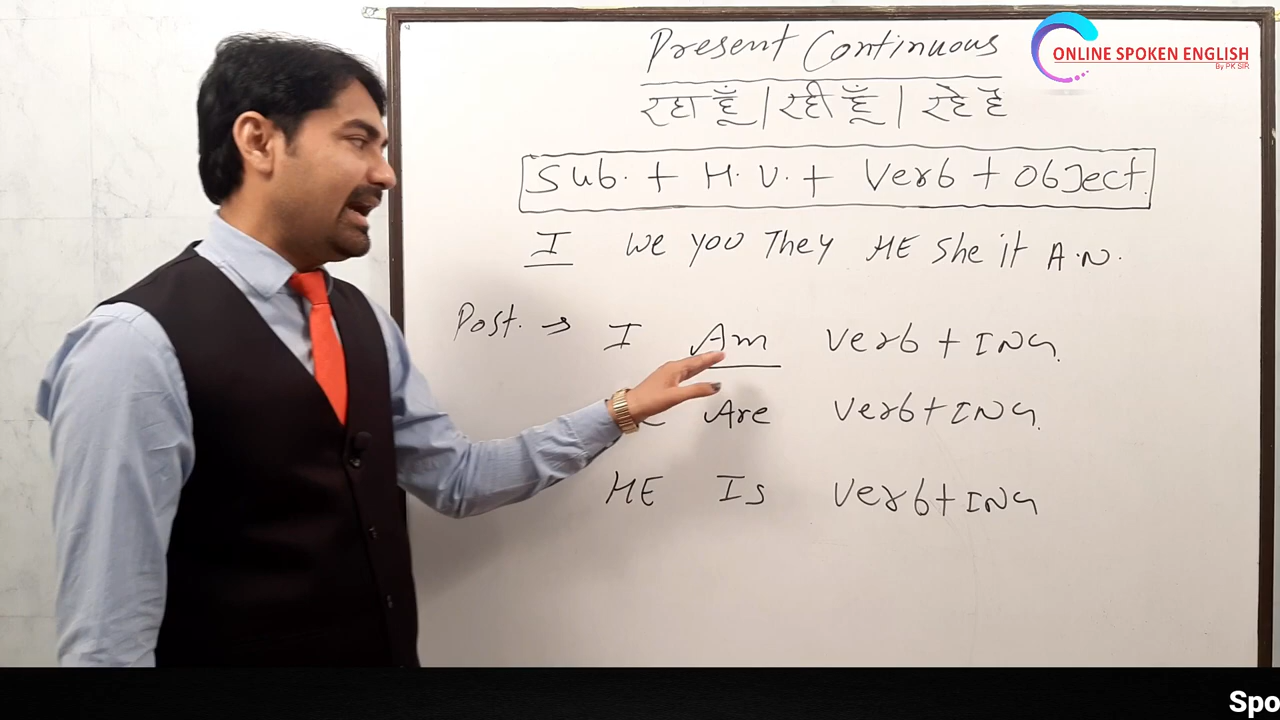 Present Continuous
ONLINE SPOKEN ENGLISH
By PK SIR
रहा हूँ | रही हूँ | रहे है
Sub. + H.V. + Verb + Object.
I We you They HE She it A.N.
Post. → I Am Verb + ING.
Are Verb + ING.
HE Is Verb + ING
Spo